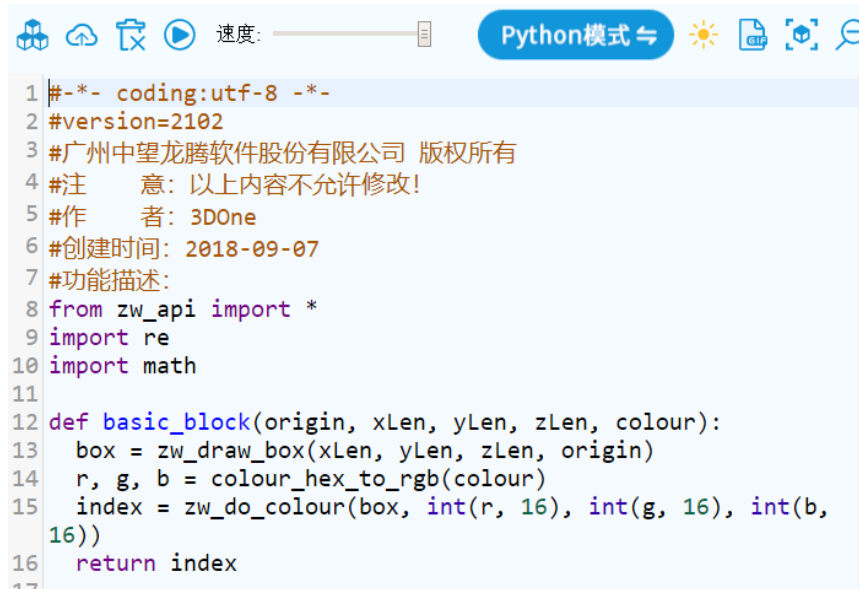 速度:
Python模式 ⇋
GIF
1 #-*- coding:utf-8 -*-
2 #version=2102
3 #广州中望龙腾软件股份有限公司 版权所有
4 #注    意：以上内容不允许修改！
5 #作    者：3DOne
6 #创建时间：2018-09-07
7 #功能描述：
8 from zw_api import *
9 import re
10 import math
11
12 def basic_block(origin, xLen, yLen, zLen, colour):
13   box = zw_draw_box(xLen, yLen, zLen, origin)
14   r, g, b = colour_hex_to_rgb(colour)
15   index = zw_do_colour(box, int(r, 16), int(g, 16), int(b,
16))
16   return index